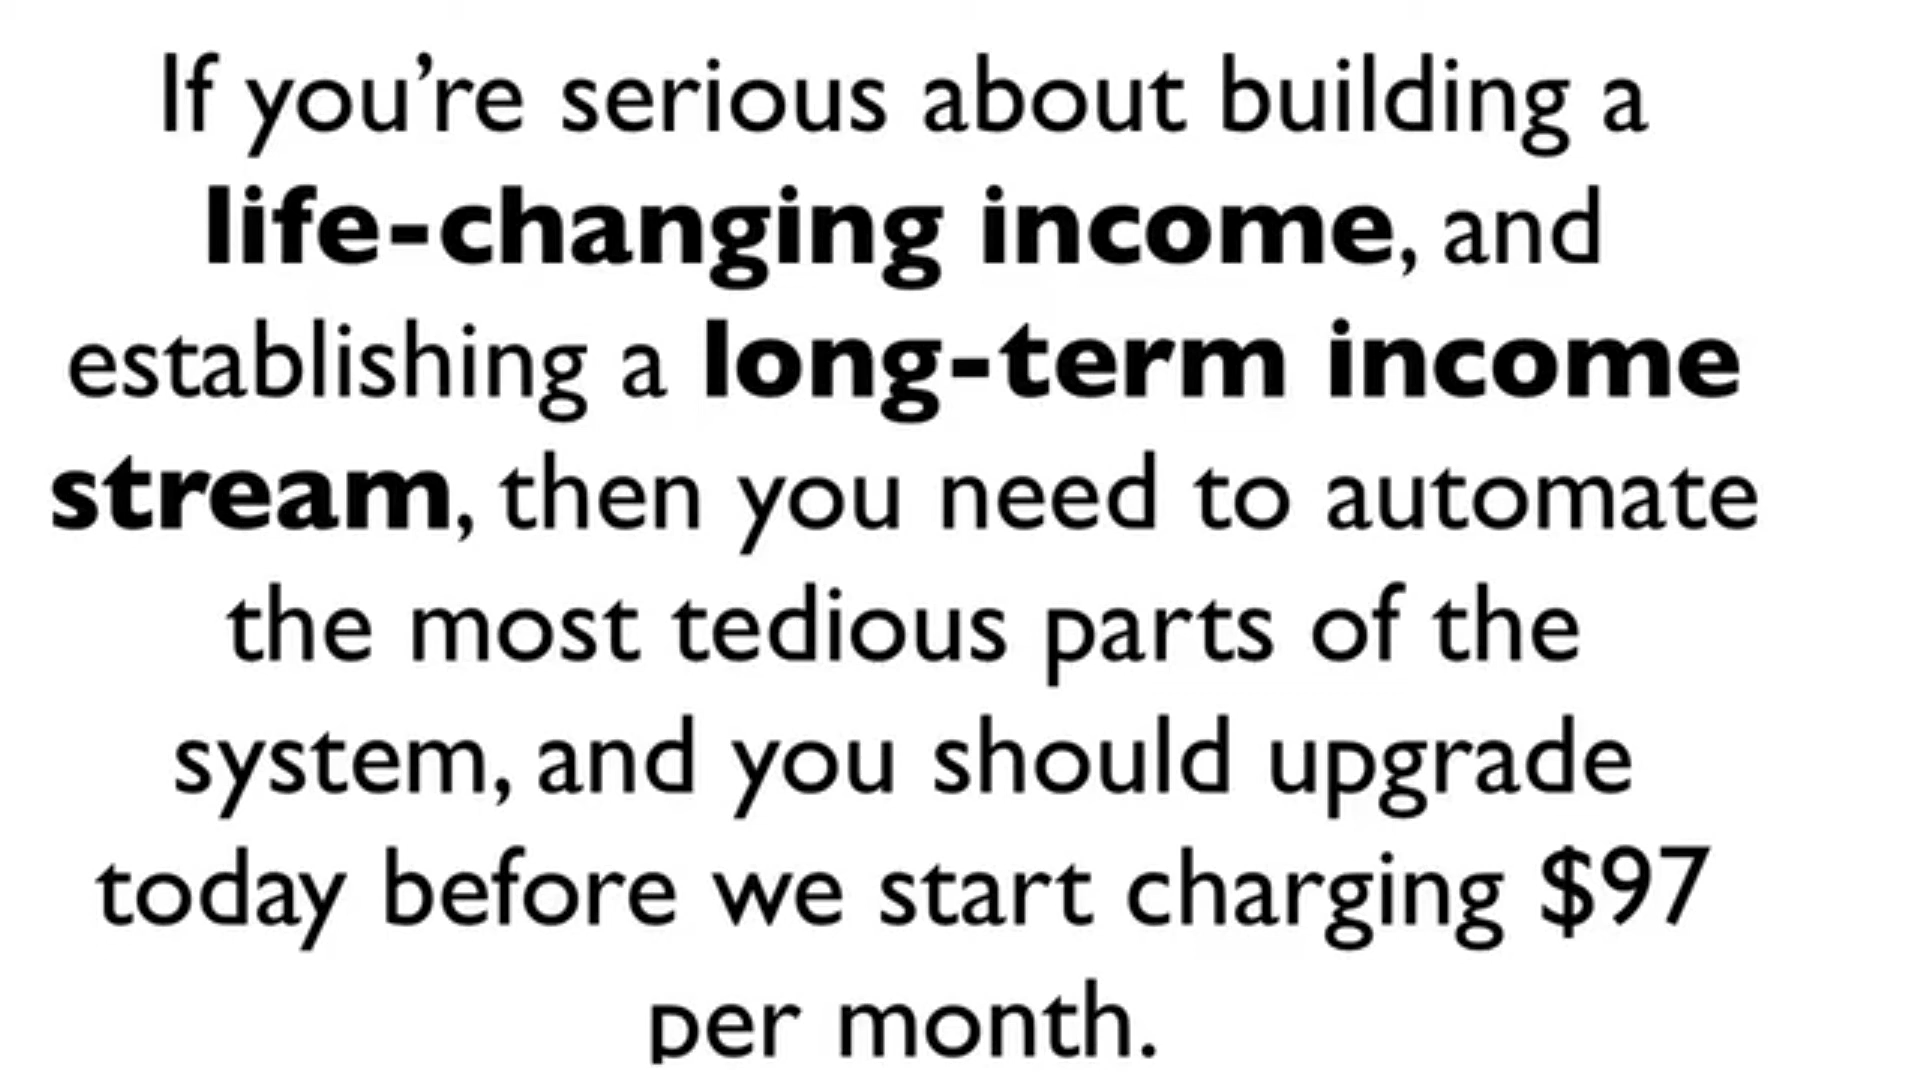 If you’re serious about building a
life-changing income, and
establishing a long-term income
stream, then you need to automate
the most tedious parts of the
system, and you should upgrade
today before we start charging $97
per month.